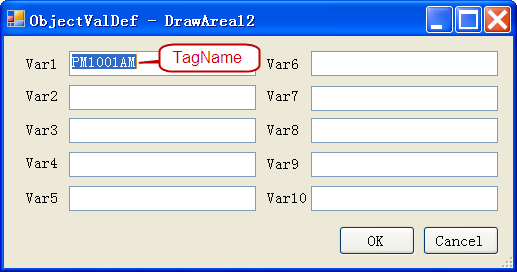 ObjectValDef - DrawArea12
Var1 PM1001AM TagName Var6
Var2 Var7
Var3 Var8
Var4 Var9
Var5 Var10
OK Cancel